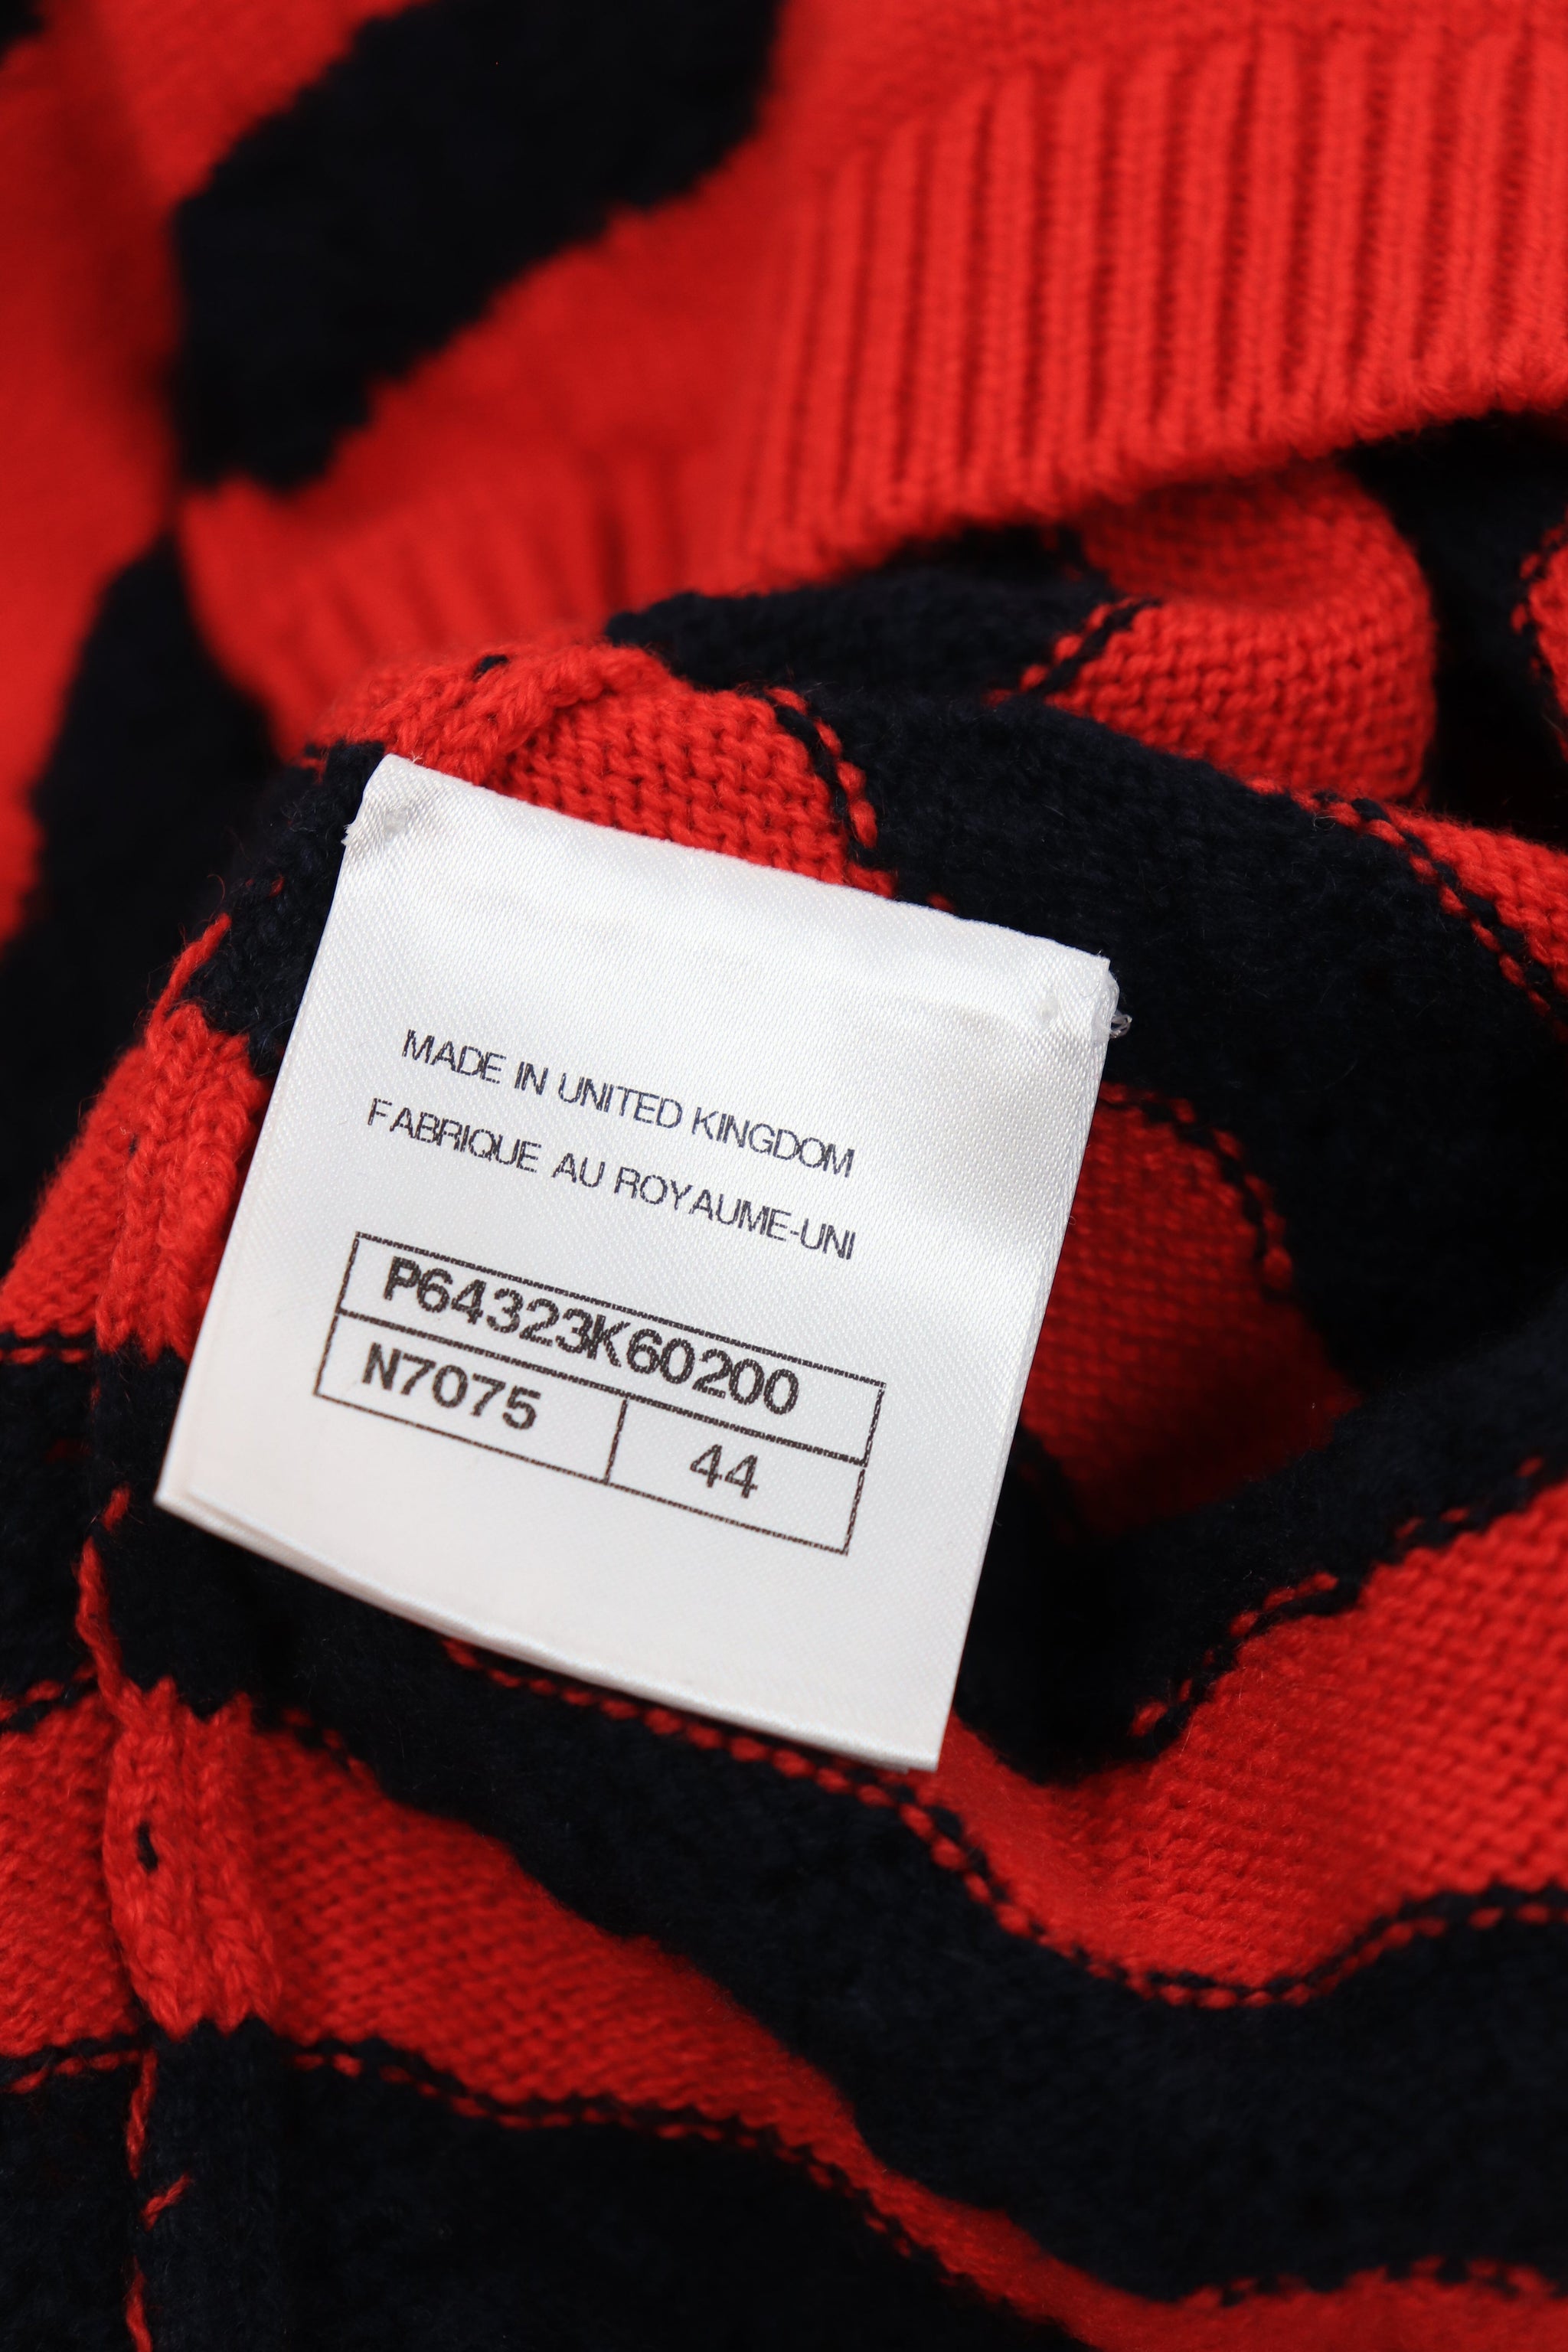 MADE IN UNITED KINGDOM
FABRIQUE AU ROYAUME-UNI
P64323K60200
N7075 44